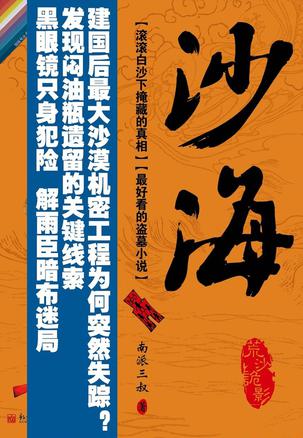 沙海
荒沙诡影
【滚滚白沙下掩藏的真相】【最好看的盗墓小说】
南派三叔 著
建国后最大沙漠机密工程为何突然失踪？
发现闷油瓶遗留的关键线索
黑眼镜只身犯险 解雨臣暗布迷局